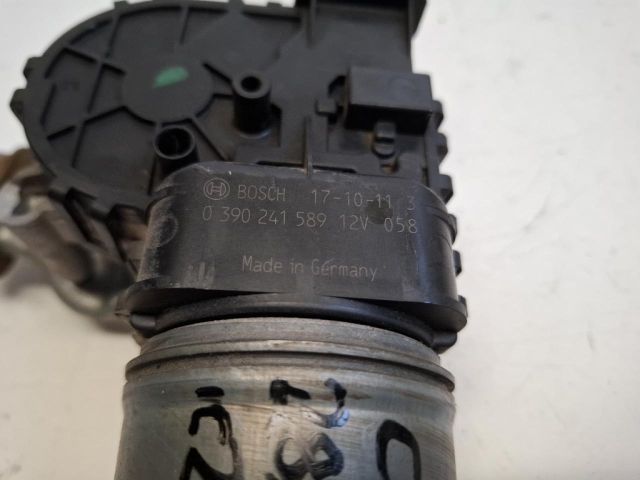 BOSCH 17-10-11 3
0 390 241 589 12V 058
Made in Germany